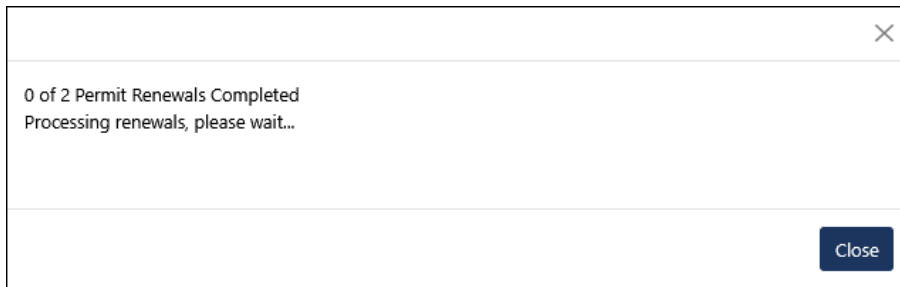 0 of 2 Permit Renewals Completed
Processing renewals, please wait...
Close